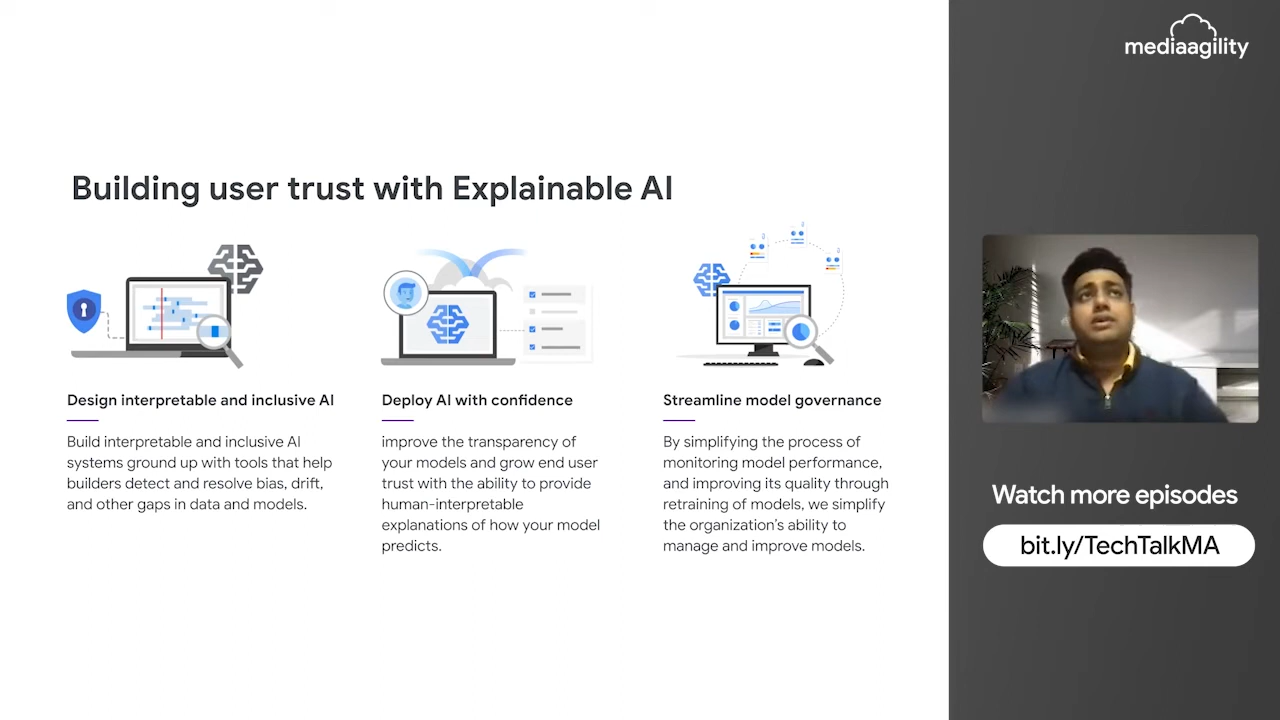 mediaagility
Building user trust with Explainable AI
Design interpretable and inclusive AI
Build interpretable and inclusive AI
systems ground up with tools that help
builders detect and resolve bias, drift,
and other gaps in data and models.
Deploy AI with confidence
improve the transparency of
your models and grow end user
trust with the ability to provide
human-interpretable
explanations of how your model
predicts.
Streamline model governance
By simplifying the process of
monitoring model performance,
and improving its quality through
retraining of models, we simplify
the organization's ability to
manage and improve models.
Watch more episodes
bit.ly/TechTalkMA